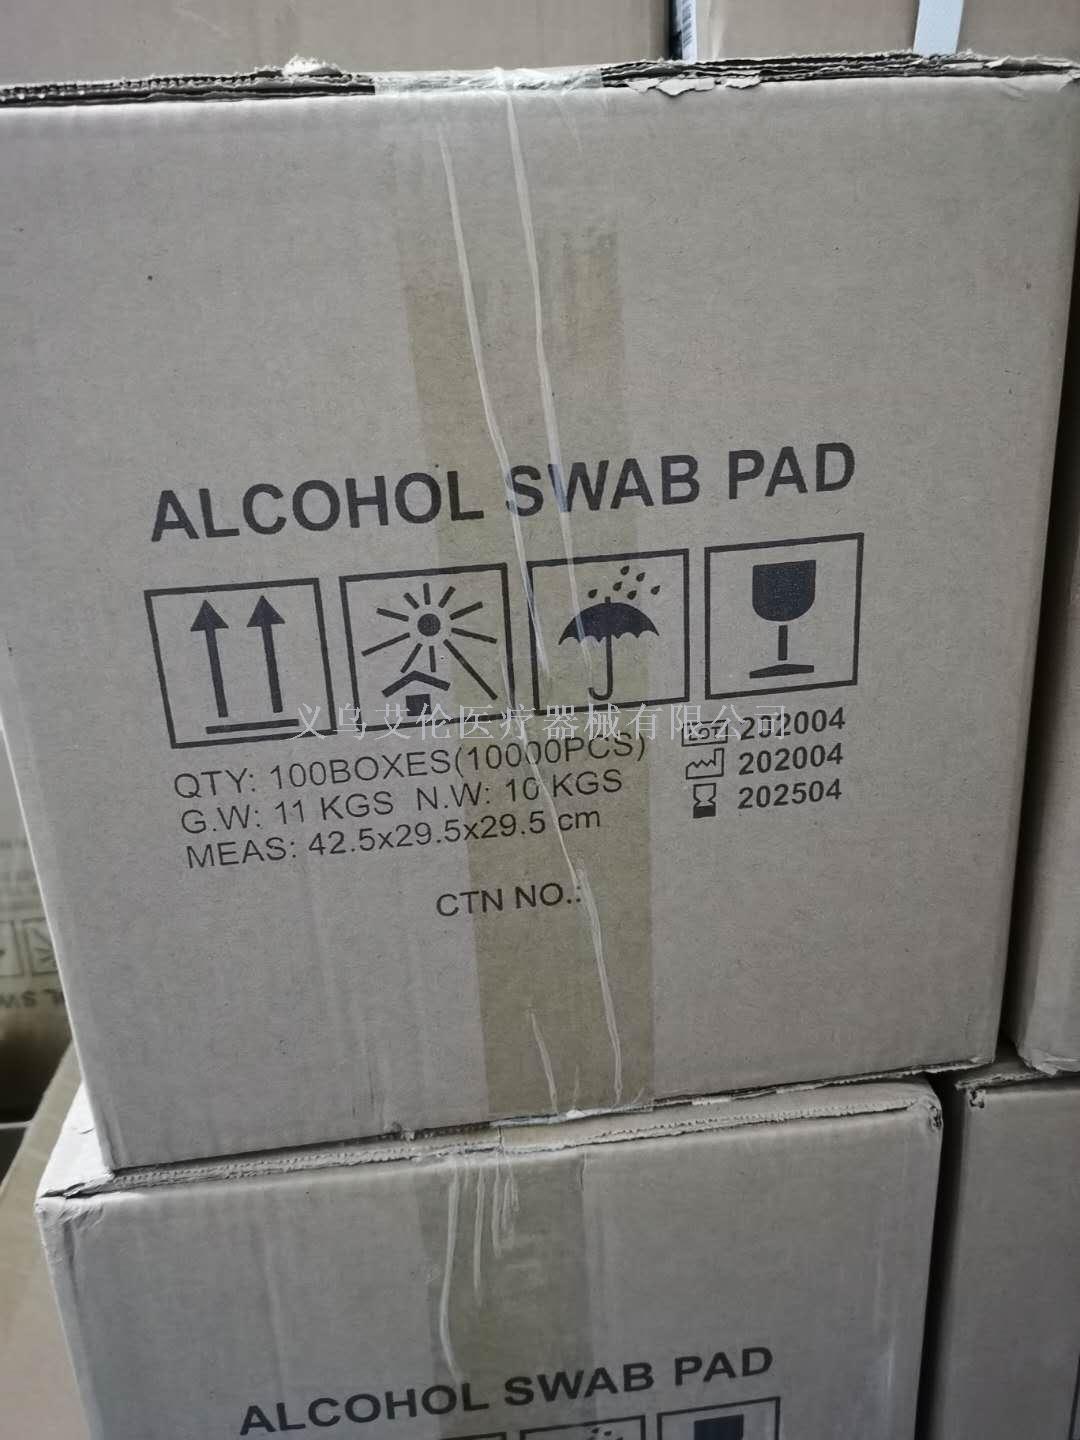 ALCOHOL SWAB PAD
义乌艾伦医疗器械有限公司
QTY: 100BOXES(10000PCS)
G.W: 11 KGS N.W: 10 KGS
MEAS: 42.5x29.5x29.5 cm
LOT 202004
202004
202504
CTN NO.:
ALCOHOL SWAB PAD